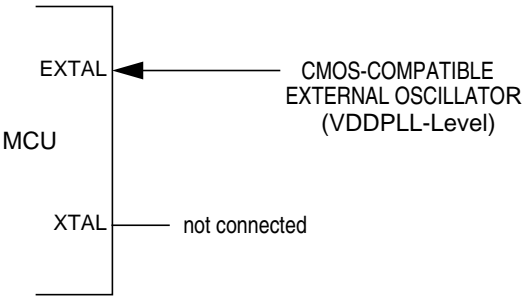 EXTAL
CMOS-COMPATIBLE
EXTERNAL OSCILLATOR
(VDDPLL-Level)
MCU
XTAL
not connected